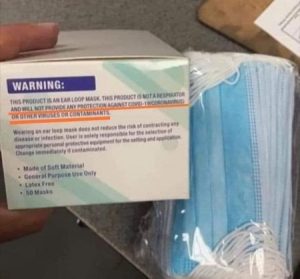 WARNING:
THIS PRODUCT IS AN EAR LOOP MASK. THIS PRODUCT IS NOT A RESPIRATOR
AND WILL NOT PROVIDE ANY PROTECTION AGAINST COVID-19 (CORONAVIRUS)
OR OTHER VIRUSES OR CONTAMINANTS.
Wearing an ear loop mask does not reduce the risk of contracting any
disease or infection. User is solely responsible for the selection of
appropriate personal protective equipment for the setting and application.
Change immediately if contaminated.
• Made of Soft Material
• General Purpose Use Only
• Latex Free
• 50 Masks